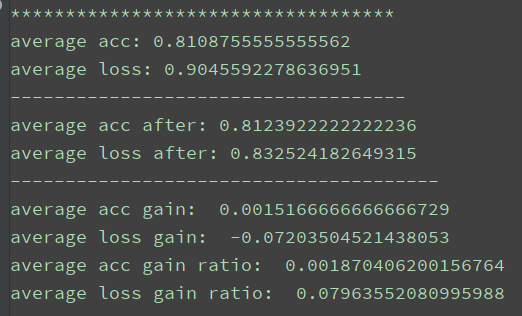 ***********************************
average acc: 0.8108755555555562
average loss: 0.9045592278636951
------------------------------------
average acc after: 0.8123922222222236
average loss after: 0.832524182649315
---------------------------------------
average acc gain:  0.0015166666666666729
average loss gain:  -0.07203504521438053
average acc gain ratio:  0.001870406200156764
average loss gain ratio:  0.07963552080995988